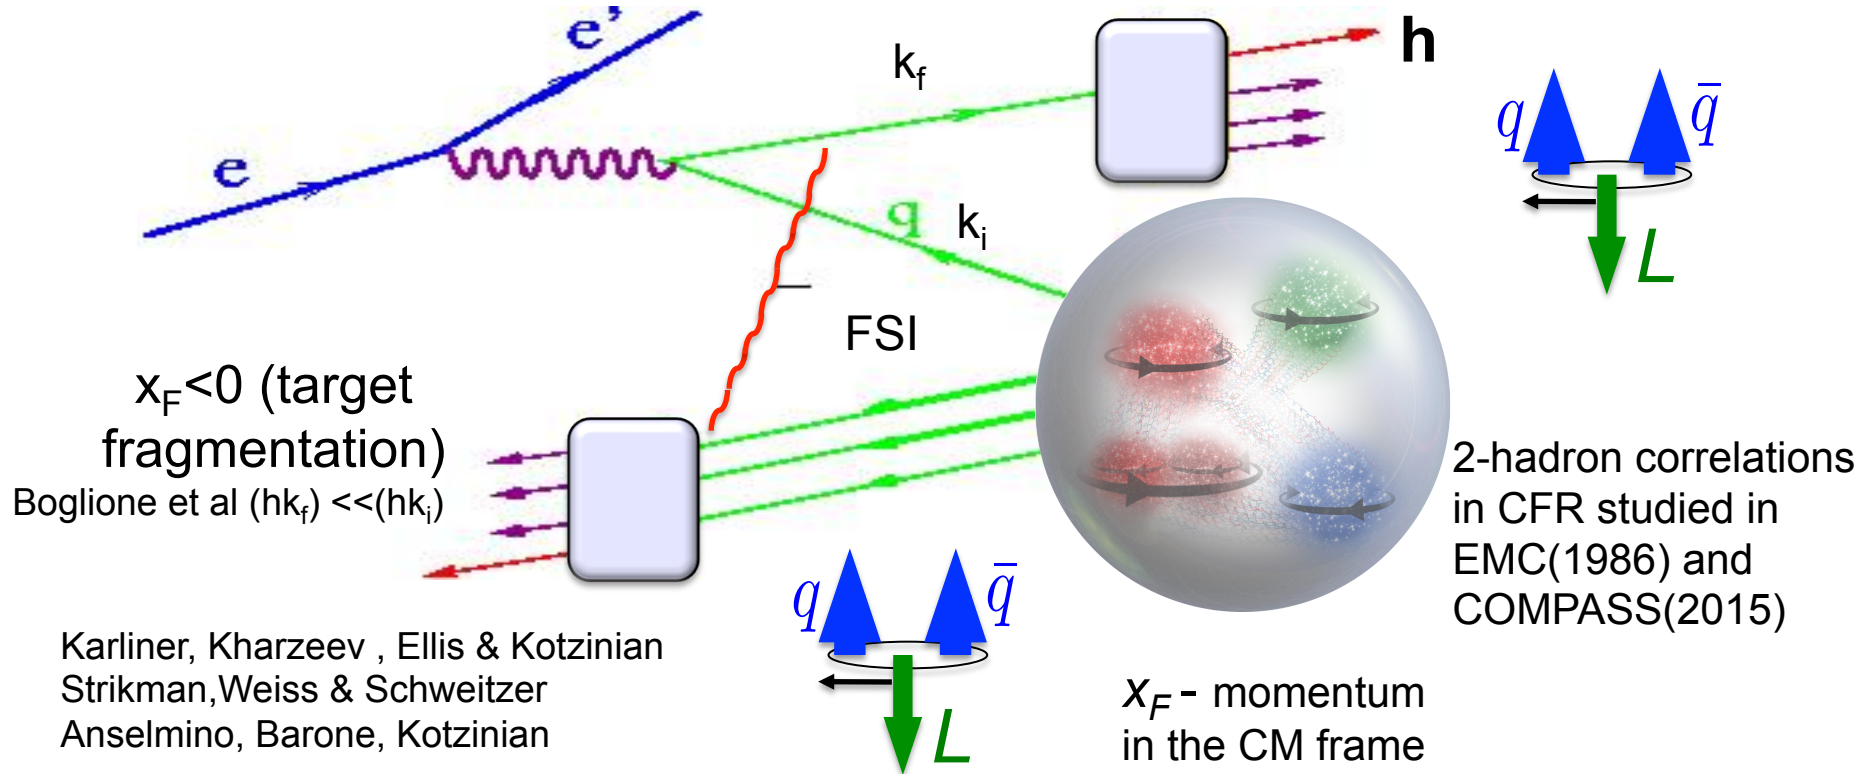 e
e'
k_f
h
q
k_i
FSI
q q̄
L
x_F<0 (target
fragmentation)
Boglione et al (hk_f) <<(hk_i)
2-hadron correlations
in CFR studied in
EMC(1986) and
COMPASS(2015)
q q̄
L
Karliner, Kharzeev , Ellis & Kotzinian
Strikman,Weiss & Schweitzer
Anselmino, Barone, Kotzinian
x_F - momentum
in the CM frame